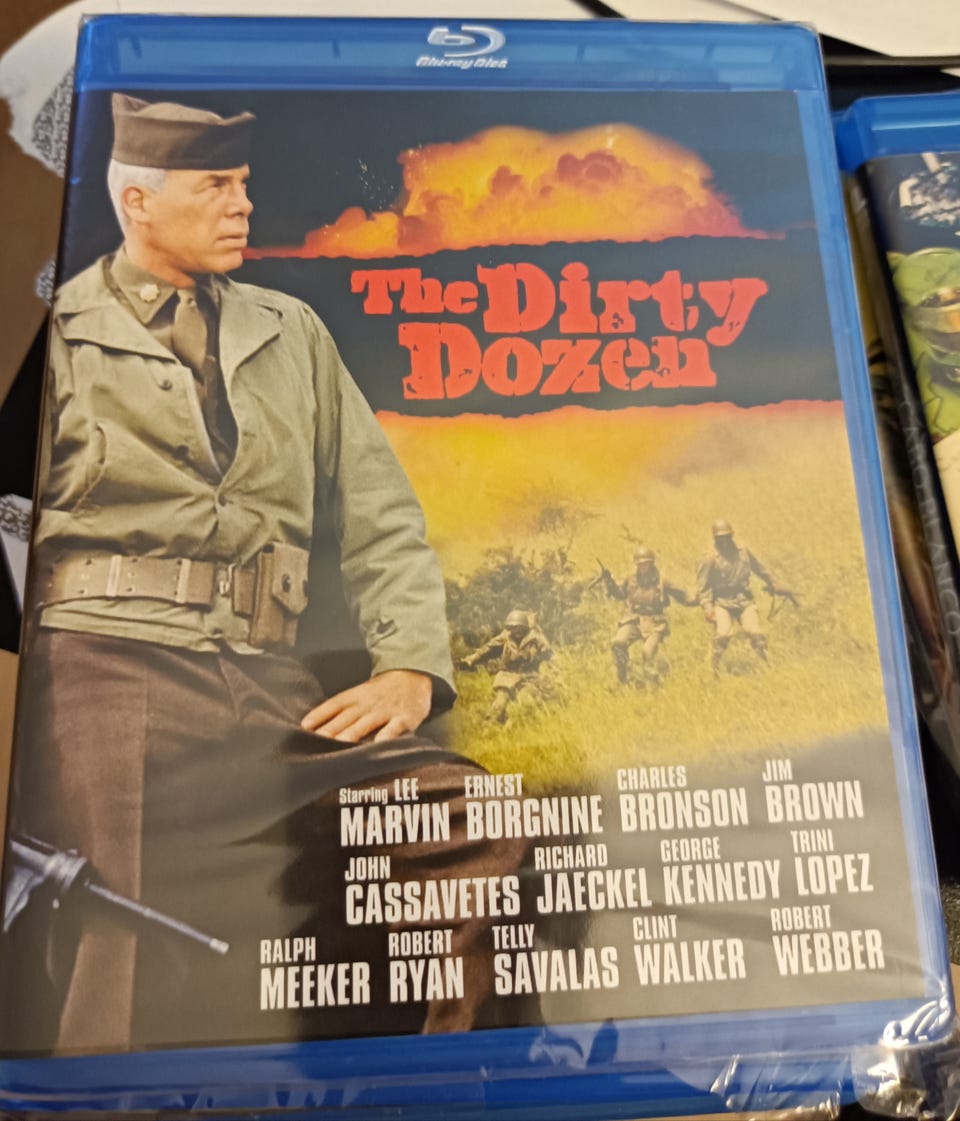 Blu-ray Disc
The Dirty
Dozen
Starring LEE ERNEST CHARLES JIM
MARVIN BORGNINE BRONSON BROWN
JOHN RICHARD GEORGE TRINI
CASSAVETES JAECKEL KENNEDY LOPEZ
RALPH ROBERT TELLY CLINT ROBERT
MEEKER RYAN SAVALAS WALKER WEBBER